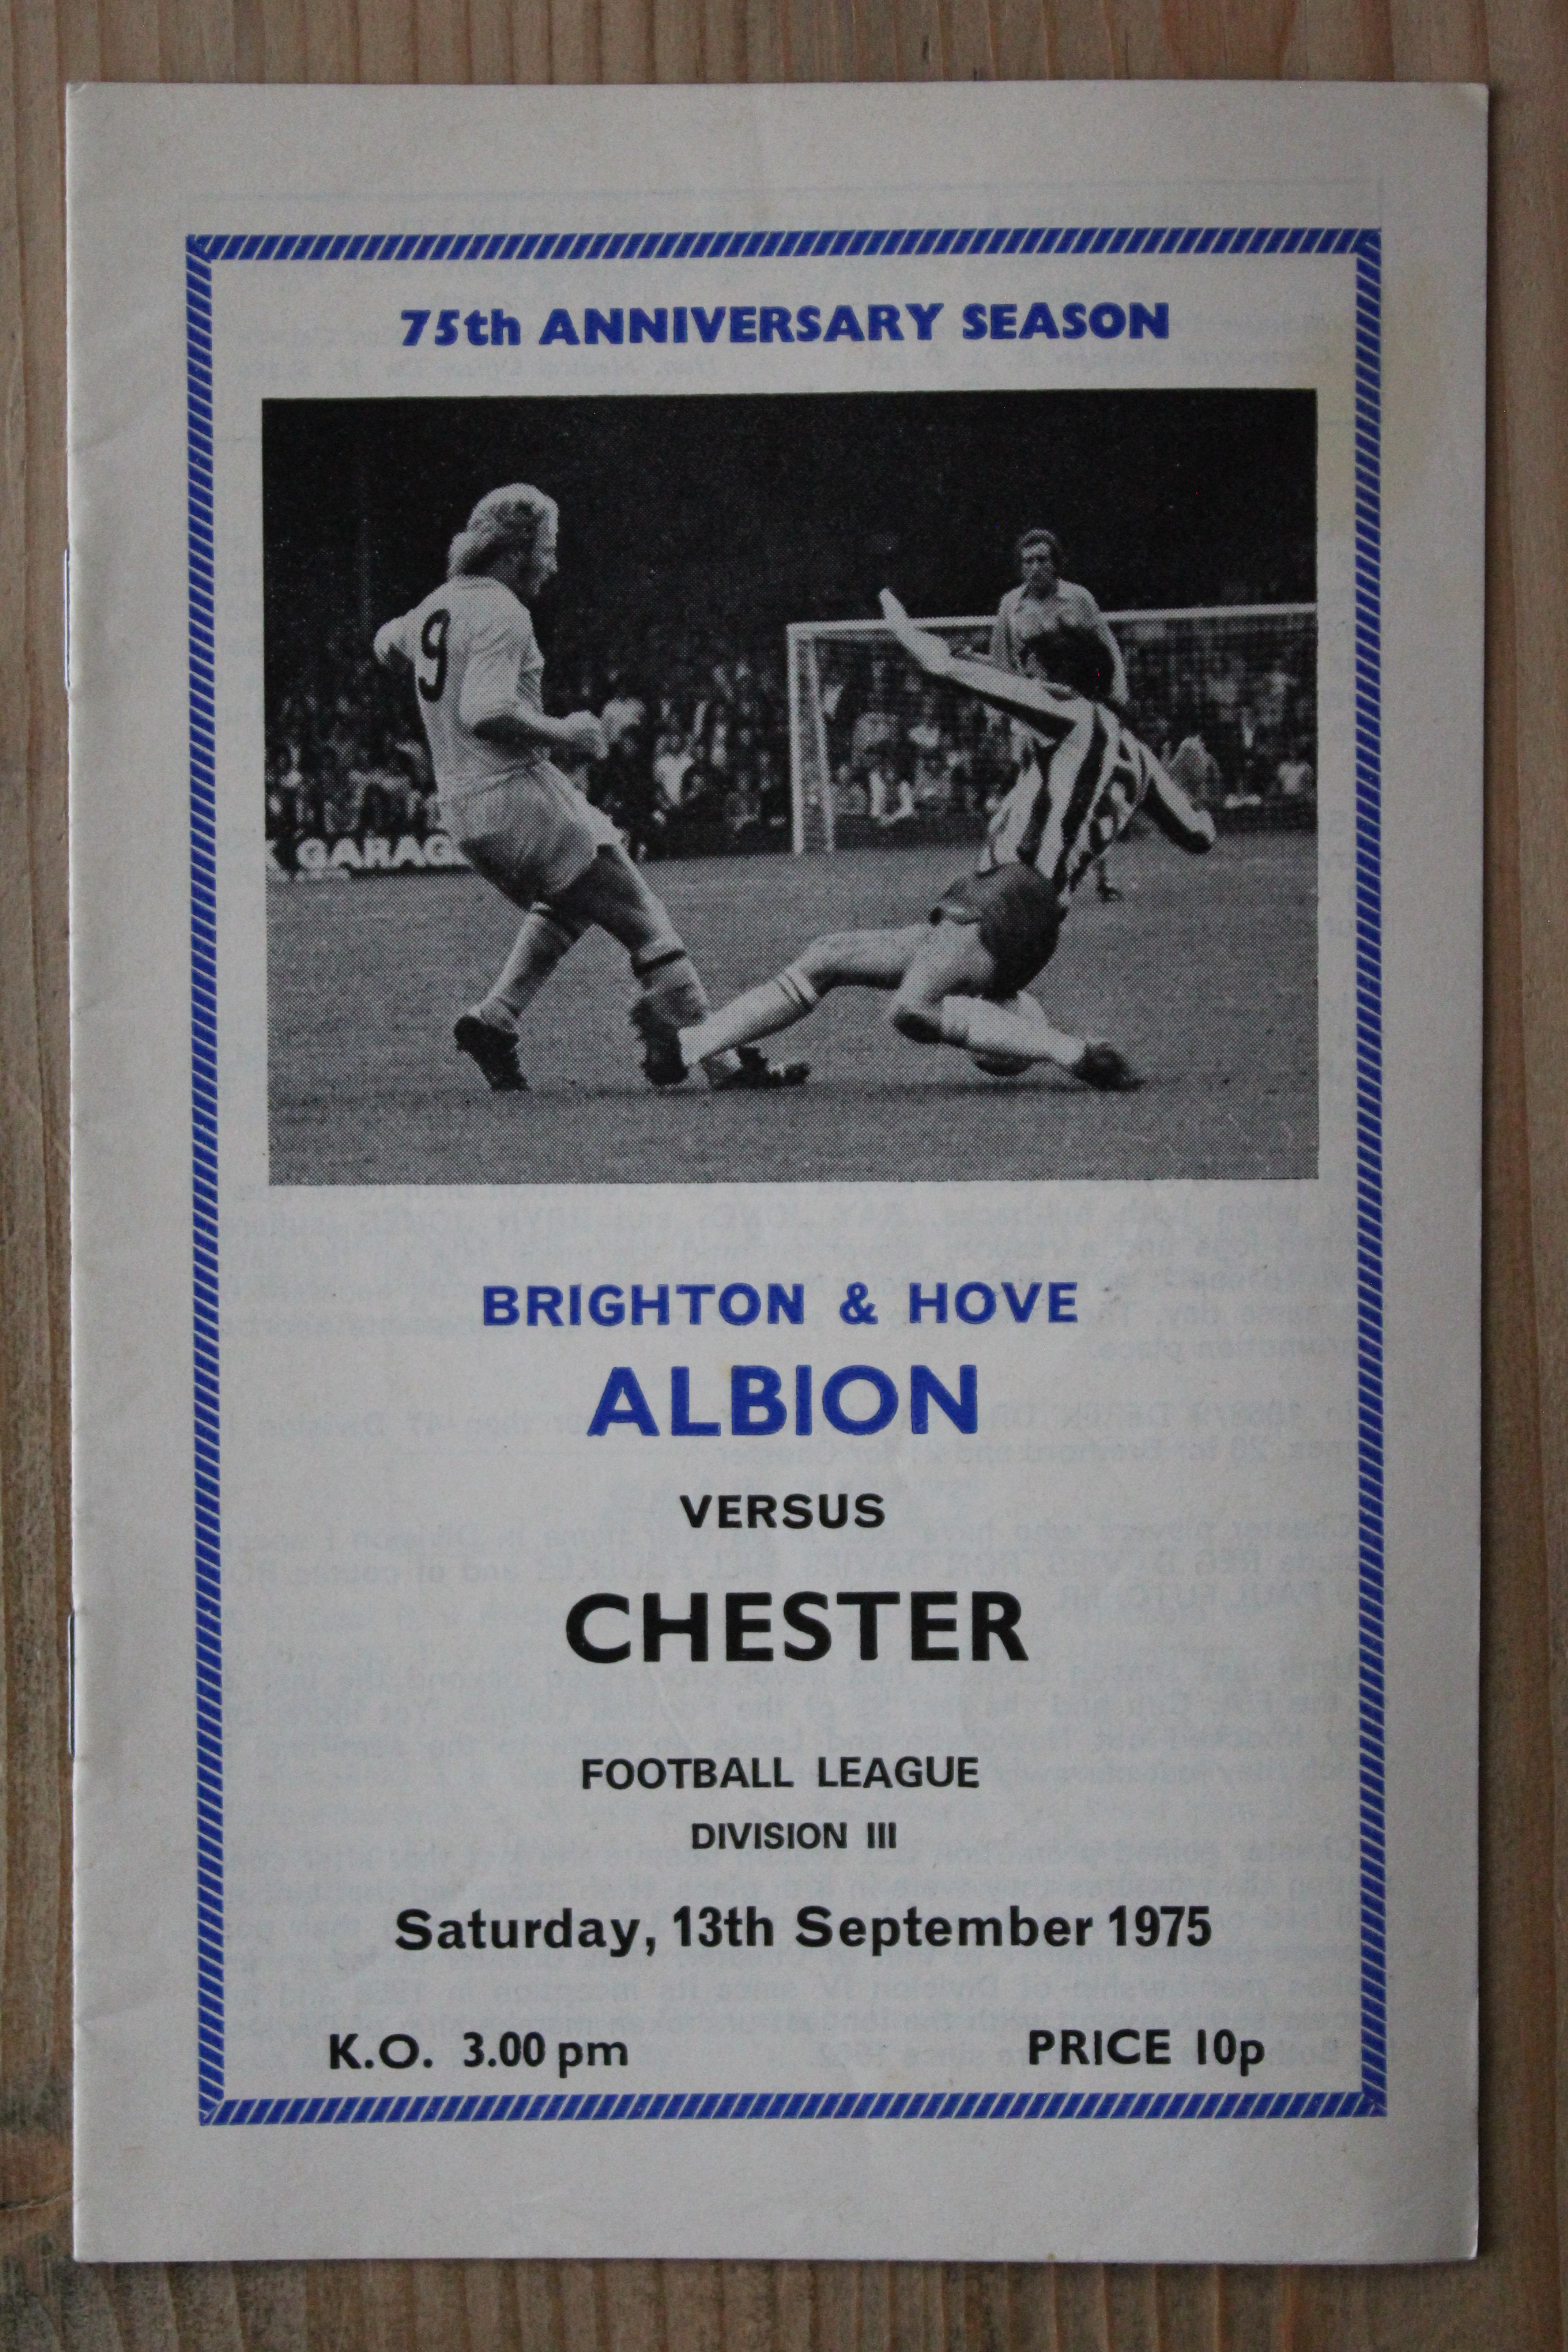 75th ANNIVERSARY SEASON
9
K GARAG
BRIGHTON & HOVE
ALBION
VERSUS
CHESTER
FOOTBALL LEAGUE
DIVISION III
Saturday, 13th September 1975
K.O. 3.00 pm PRICE 10p